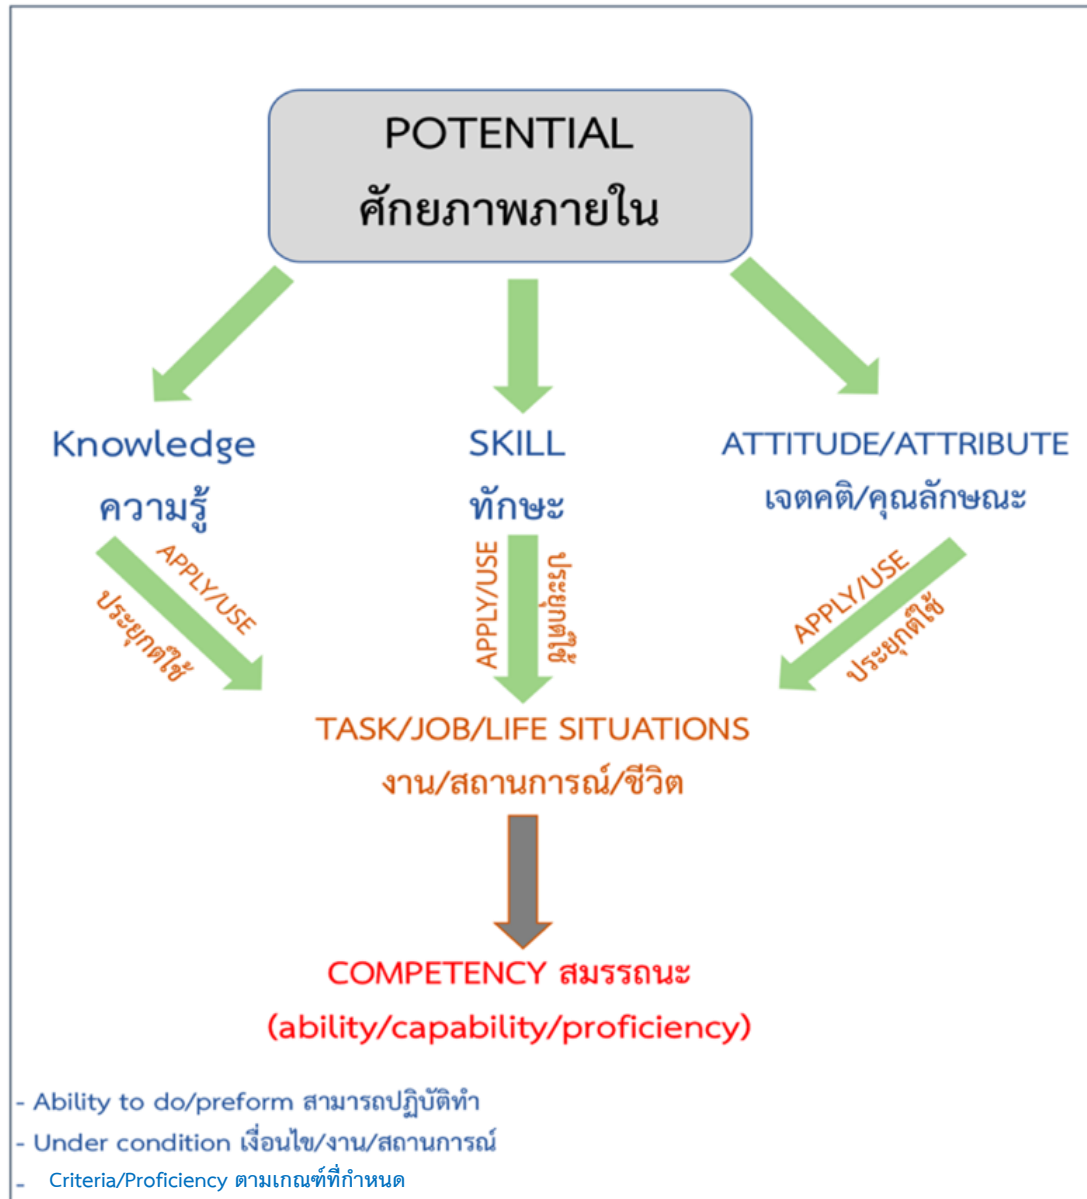 POTENTIAL
ศักยภาพภายใน
Knowledge
ความรู้
SKILL
ทักษะ
ATTITUDE/ATTRIBUTE
เจตคติ/คุณลักษณะ
APPLY/USE
ประยุกต์ใช้
APPLY/USE
ประยุกต์ใช้
APPLY/USE
ประยุกต์ใช้
TASK/JOB/LIFE SITUATIONS
งาน/สถานการณ์/ชีวิต
COMPETENCY สมรรถนะ
(ability/capability/proficiency)
- Ability to do/preform สามารถปฏิบัติทำ
- Under condition เงื่อนไข/งาน/สถานการณ์
- Criteria/Proficiency ตามเกณฑ์ที่กำหนด